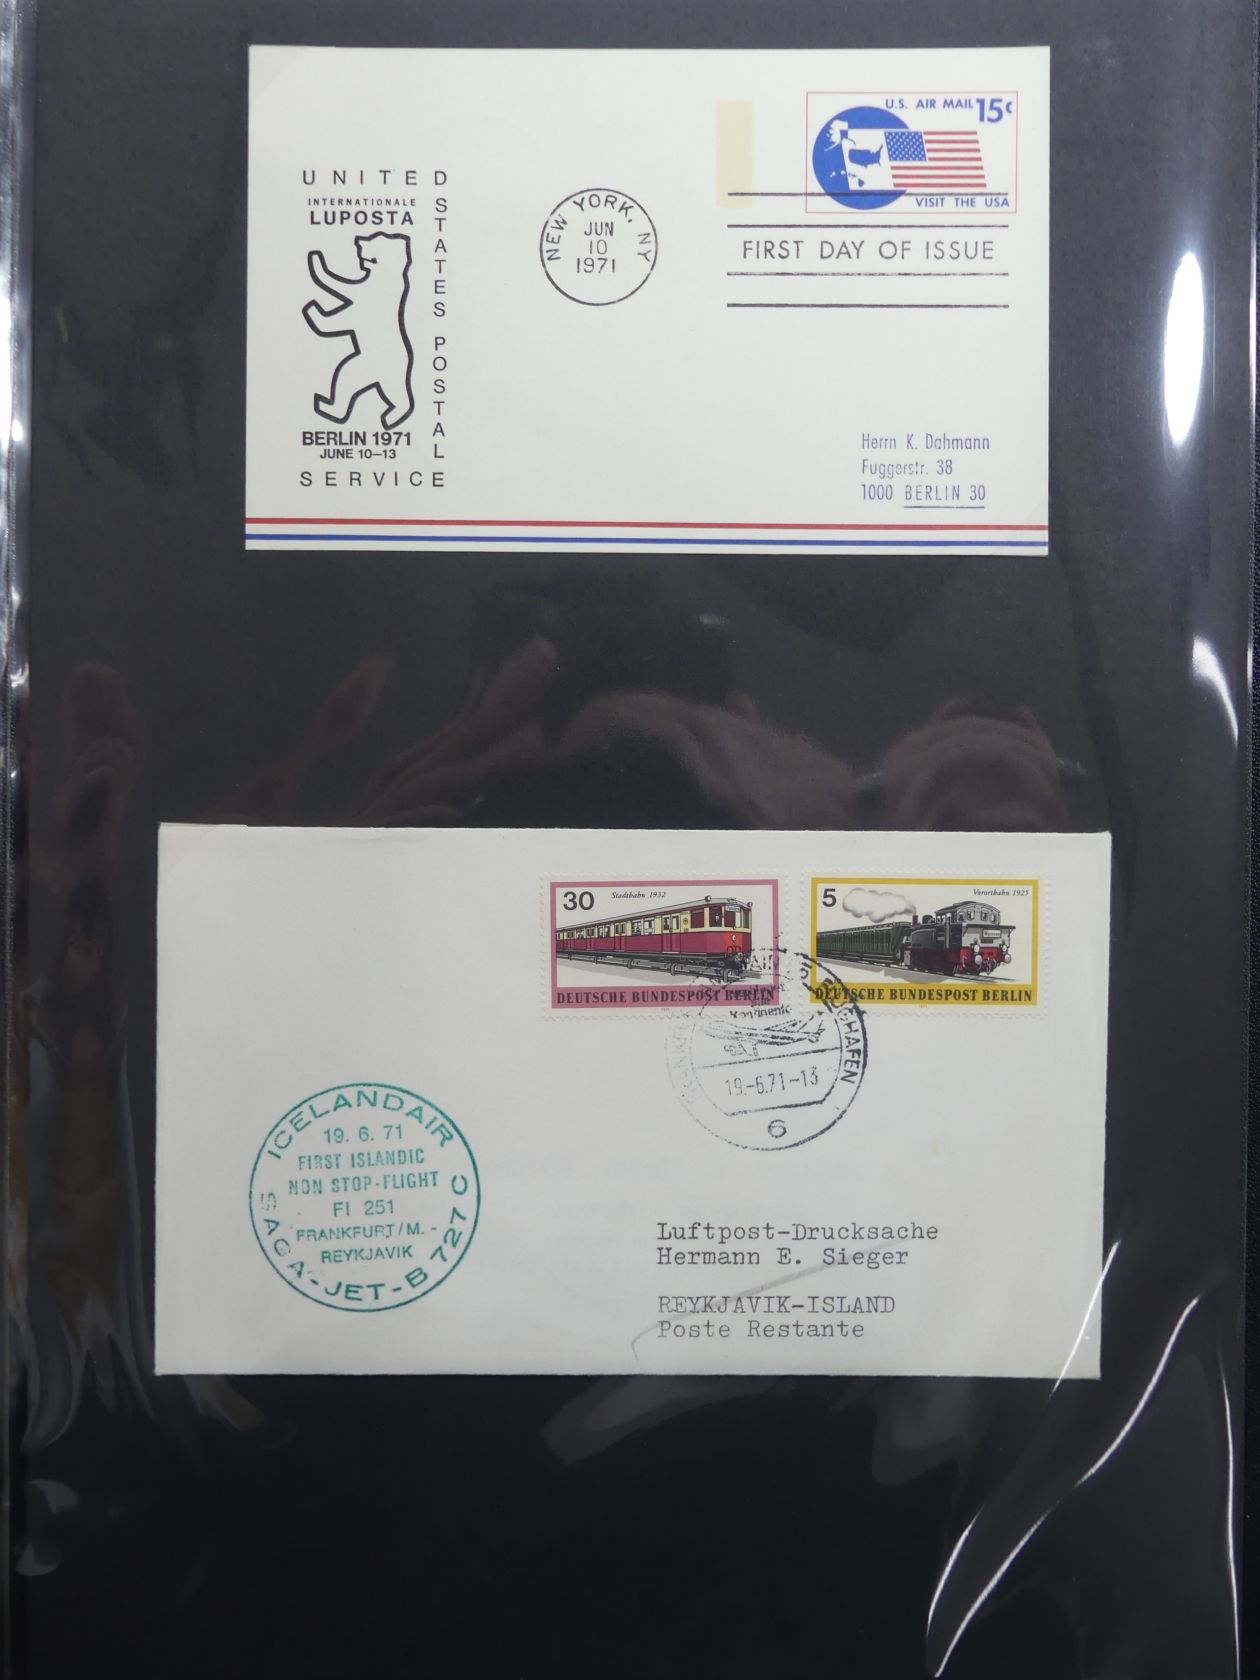 UNITED
STATES POSTAL
INTERNATIONALE
LUPOSTA
BERLIN 1971
JUNE 10–13
SERVICE
NEW YORK, NY
JUN
10
1971
U.S. AIR MAIL 15¢
VISIT THE USA
FIRST DAY OF ISSUE
Herrn K. Dahmann
Fuggerstr. 38
1000 BERLIN 30
30 Stadtbahn 1932
DEUTSCHE BUNDESPOST BERLIN
5 Vorortbahn 1925
DEUTSCHE BUNDESPOST BERLIN
FLUGHAFEN
Kontinente
19.-6.71-13
6
ICELANDAIR
19. 6. 71
FIRST ISLANDIC
NON STOP-FLIGHT
FI 251
FRANKFURT/M.-
REYKJAVIK
SAGA-JET-B 727 C
Luftpost-Drucksache
Hermann E. Sieger
REYKJAVIK-ISLAND
Poste Restante